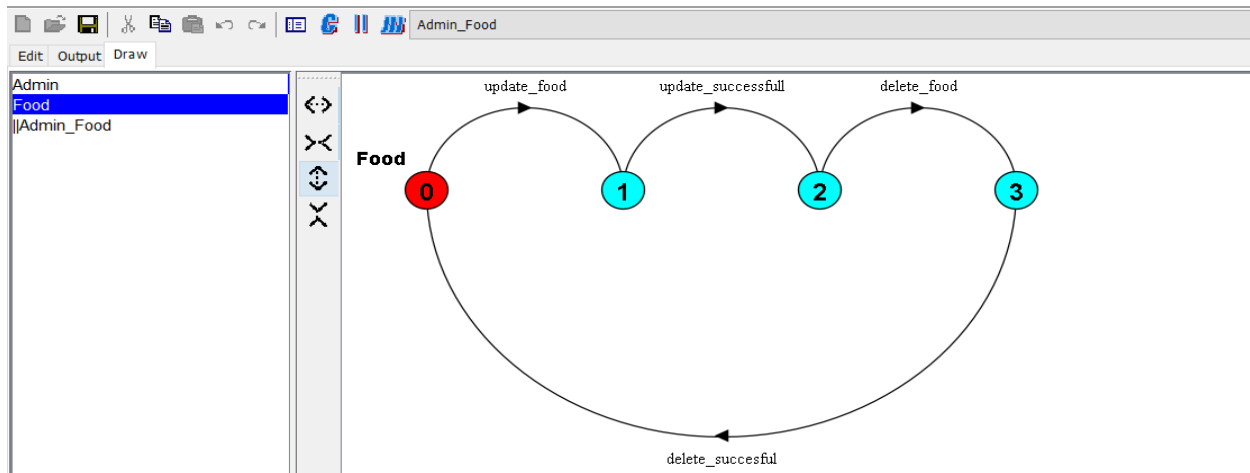 Admin_Food
Edit Output Draw
Admin
Food
||Admin_Food
update_food update_successfull delete_food
Food
0 1 2 3
delete_succesful